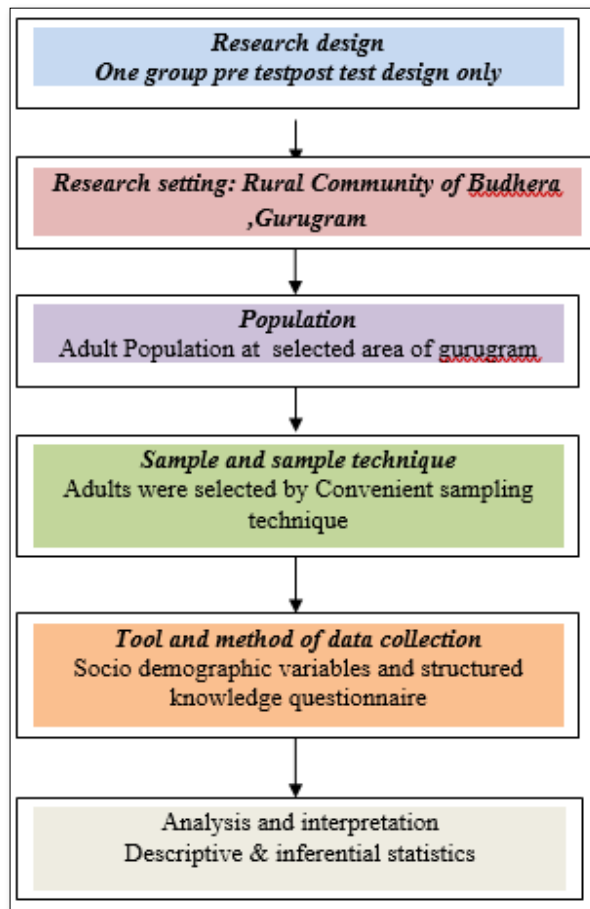 Research design
One group pre testpost test design only
Research setting: Rural Community of Budhera
,Gurugram
Population
Adult Population at selected area of gurugram
Sample and sample technique
Adults were selected by Convenient sampling
technique
Tool and method of data collection
Socio demographic variables and structured
knowledge questionnaire
Analysis and interpretation
Descriptive & inferential statistics